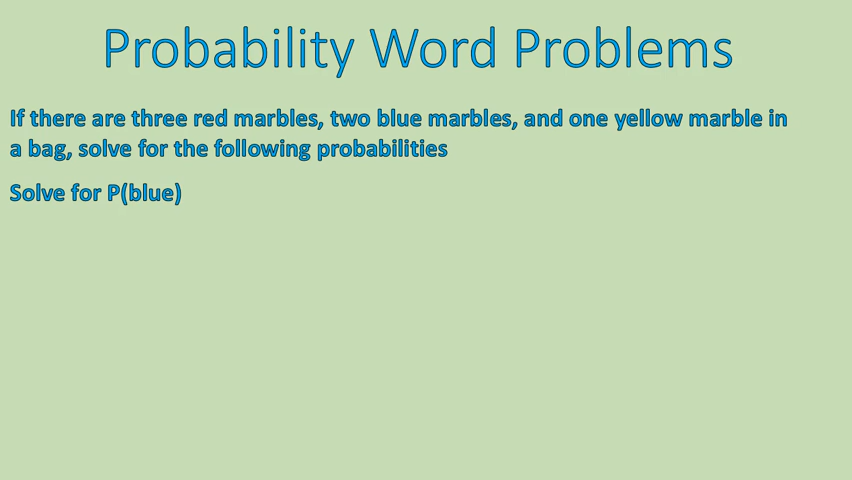 Probability Word Problems
If there are three red marbles, two blue marbles, and one yellow marble in
a bag, solve for the following probabilities
Solve for P(blue)